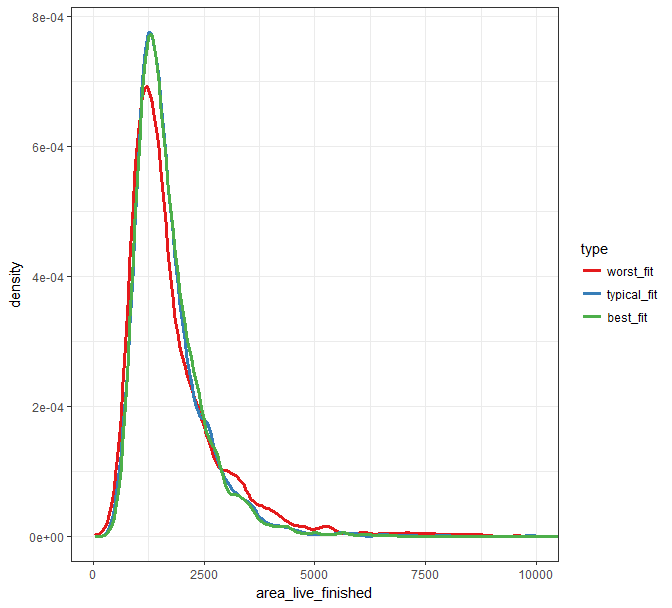 8e-04
6e-04
4e-04
2e-04
0e+00
density
0
2500
5000
7500
10000
area_live_finished
type
worst_fit
typical_fit
best_fit